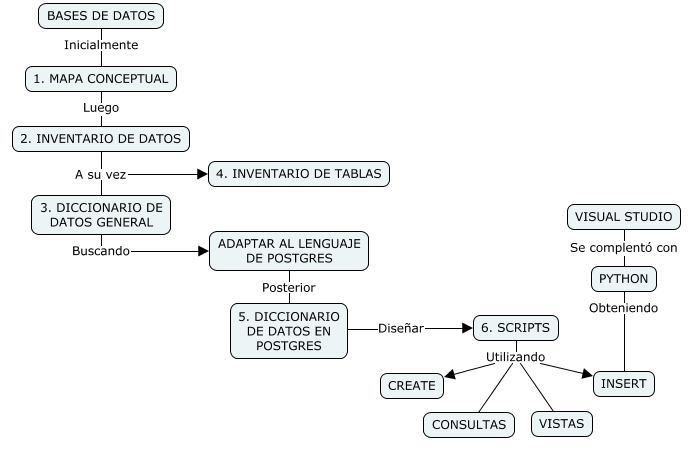 BASES DE DATOS
Inicialmente
1. MAPA CONCEPTUAL
Luego
2. INVENTARIO DE DATOS
A su vez
4. INVENTARIO DE TABLAS
3. DICCIONARIO DE
DATOS GENERAL
Buscando
ADAPTAR AL LENGUAJE
DE POSTGRES
Posterior
5. DICCIONARIO
DE DATOS EN
POSTGRES
Diseñar
6. SCRIPTS
Utilizando
CREATE
CONSULTAS
VISTAS
INSERT
VISUAL STUDIO
Se complentó con
PYTHON
Obteniendo